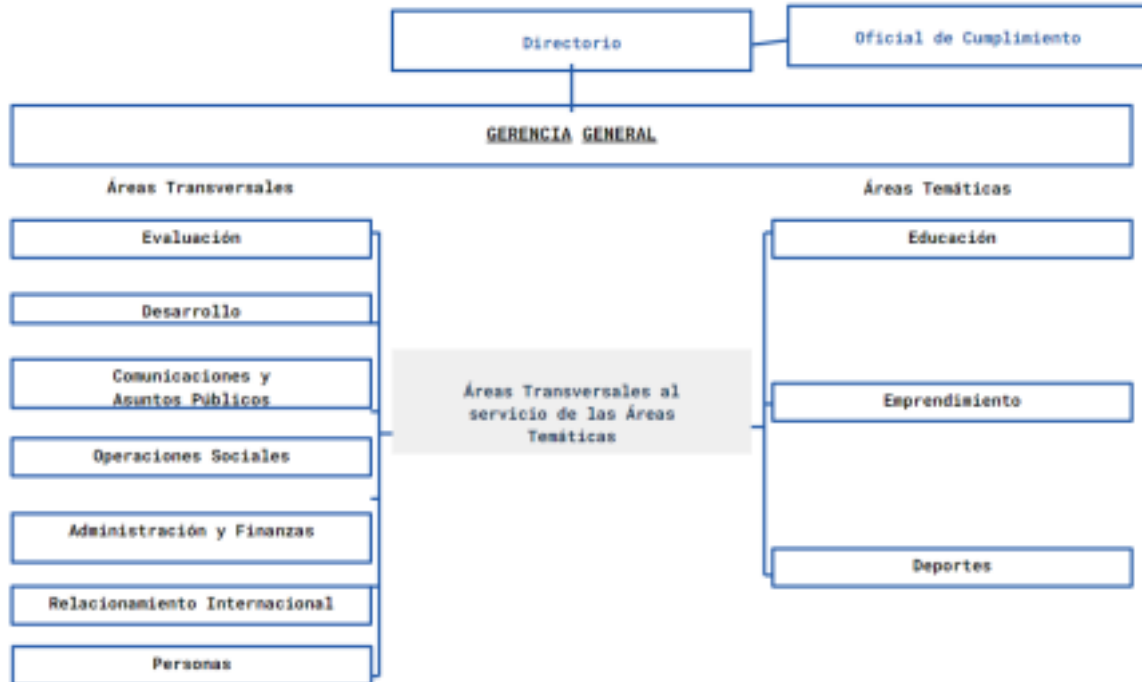 Directorio
Oficial de Cumplimiento
GERENCIA GENERAL
Áreas Transversales
Áreas Temáticas
Evaluación
Desarrollo
Comunicaciones y
Asuntos Públicos
Operaciones Sociales
Administración y Finanzas
Relacionamiento Internacional
Personas
Áreas Transversales al
servicio de las Áreas
Temáticas
Educación
Emprendimiento
Deportes